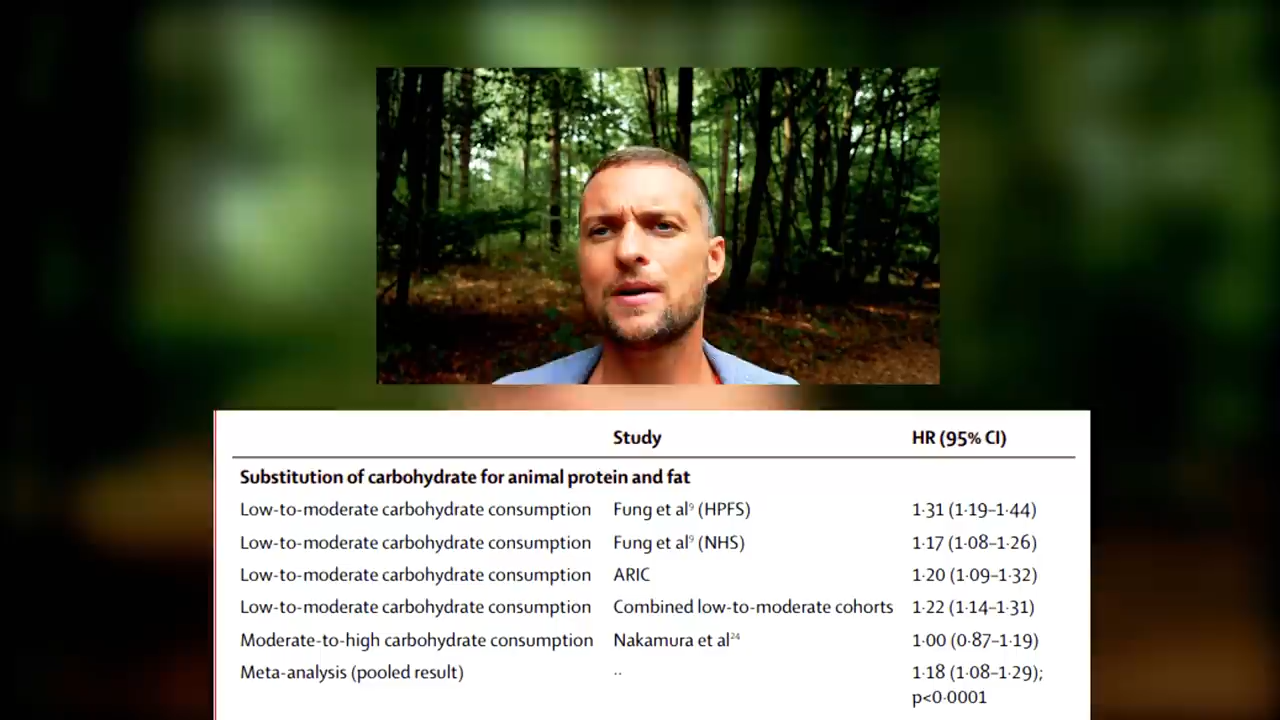 Study HR (95% CI)
Substitution of carbohydrate for animal protein and fat
Low-to-moderate carbohydrate consumption Fung et al⁹ (HPFS) 1·31 (1·19–1·44)
Low-to-moderate carbohydrate consumption Fung et al⁹ (NHS) 1·17 (1·08–1·26)
Low-to-moderate carbohydrate consumption ARIC 1·20 (1·09–1·32)
Low-to-moderate carbohydrate consumption Combined low-to-moderate cohorts 1·22 (1·14–1·31)
Moderate-to-high carbohydrate consumption Nakamura et al²⁴ 1·00 (0·87–1·19)
Meta-analysis (pooled result) ·· 1·18 (1·08–1·29);
p<0·0001